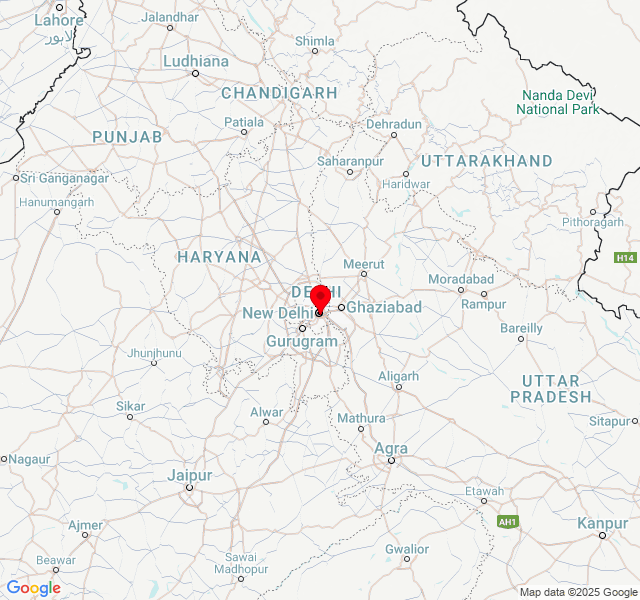 Lahore
لاہور
Jalandhar
Shimla
Ludhiana
CHANDIGARH
Nanda Devi
National Park
Patiala
Dehradun
PUNJAB
Saharanpur
UTTARAKHAND
Sri Ganganagar
Haridwar
Hanumangarh
Pithoragarh
HARYANA
H14
Meerut
Moradabad
DELHI
Rampur
New Delhi
Ghaziabad
Bareilly
Gurugram
Jhunjhunu
Aligarh
UTTAR
PRADESH
Sikar
Alwar
Mathura
Sitapur
Agra
Nagaur
Jaipur
Etawah
AH1
Kanpur
Ajmer
Gwalior
Sawai
Madhopur
Beawar
Google
Map data ©2025 Google